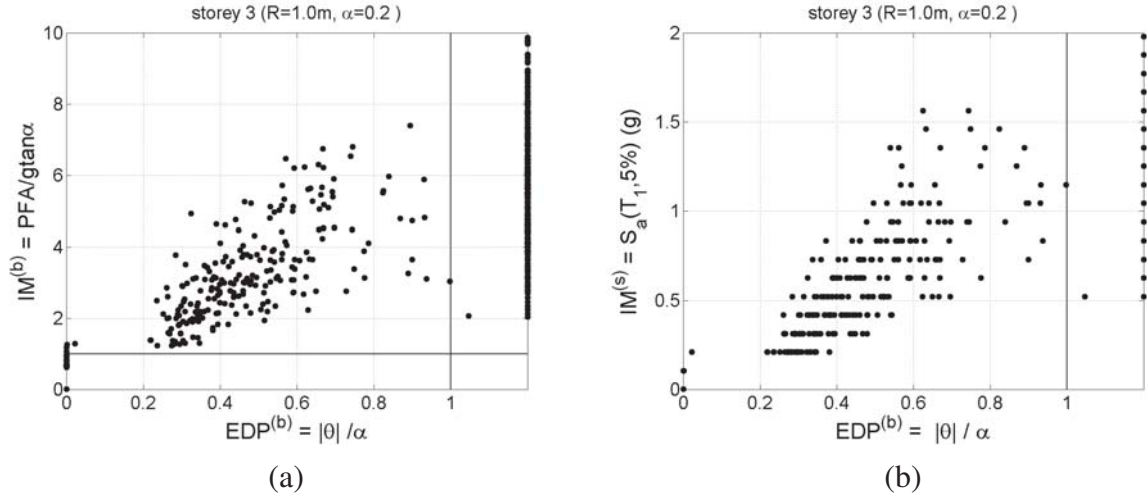 storey 3 (R=1.0m, α=0.2 )
10
8
6
4
2
0
IM(b) = PFA/gtanα
0 0.2 0.4 0.6 0.8 1
EDP(b) = |θ| /α
(a)
storey 3 (R=1.0m, α=0.2 )
2
1.5
1
0.5
0
IM(s) = Sa(T1,5%) (g)
0 0.2 0.4 0.6 0.8 1
EDP(b) = |θ| / α
(b)